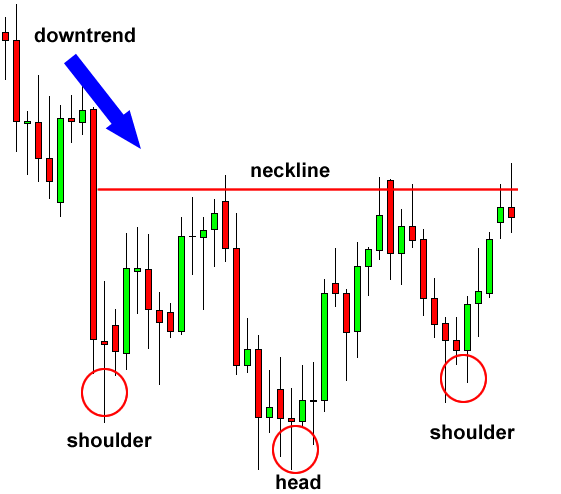 downtrend
neckline
shoulder
shoulder
head